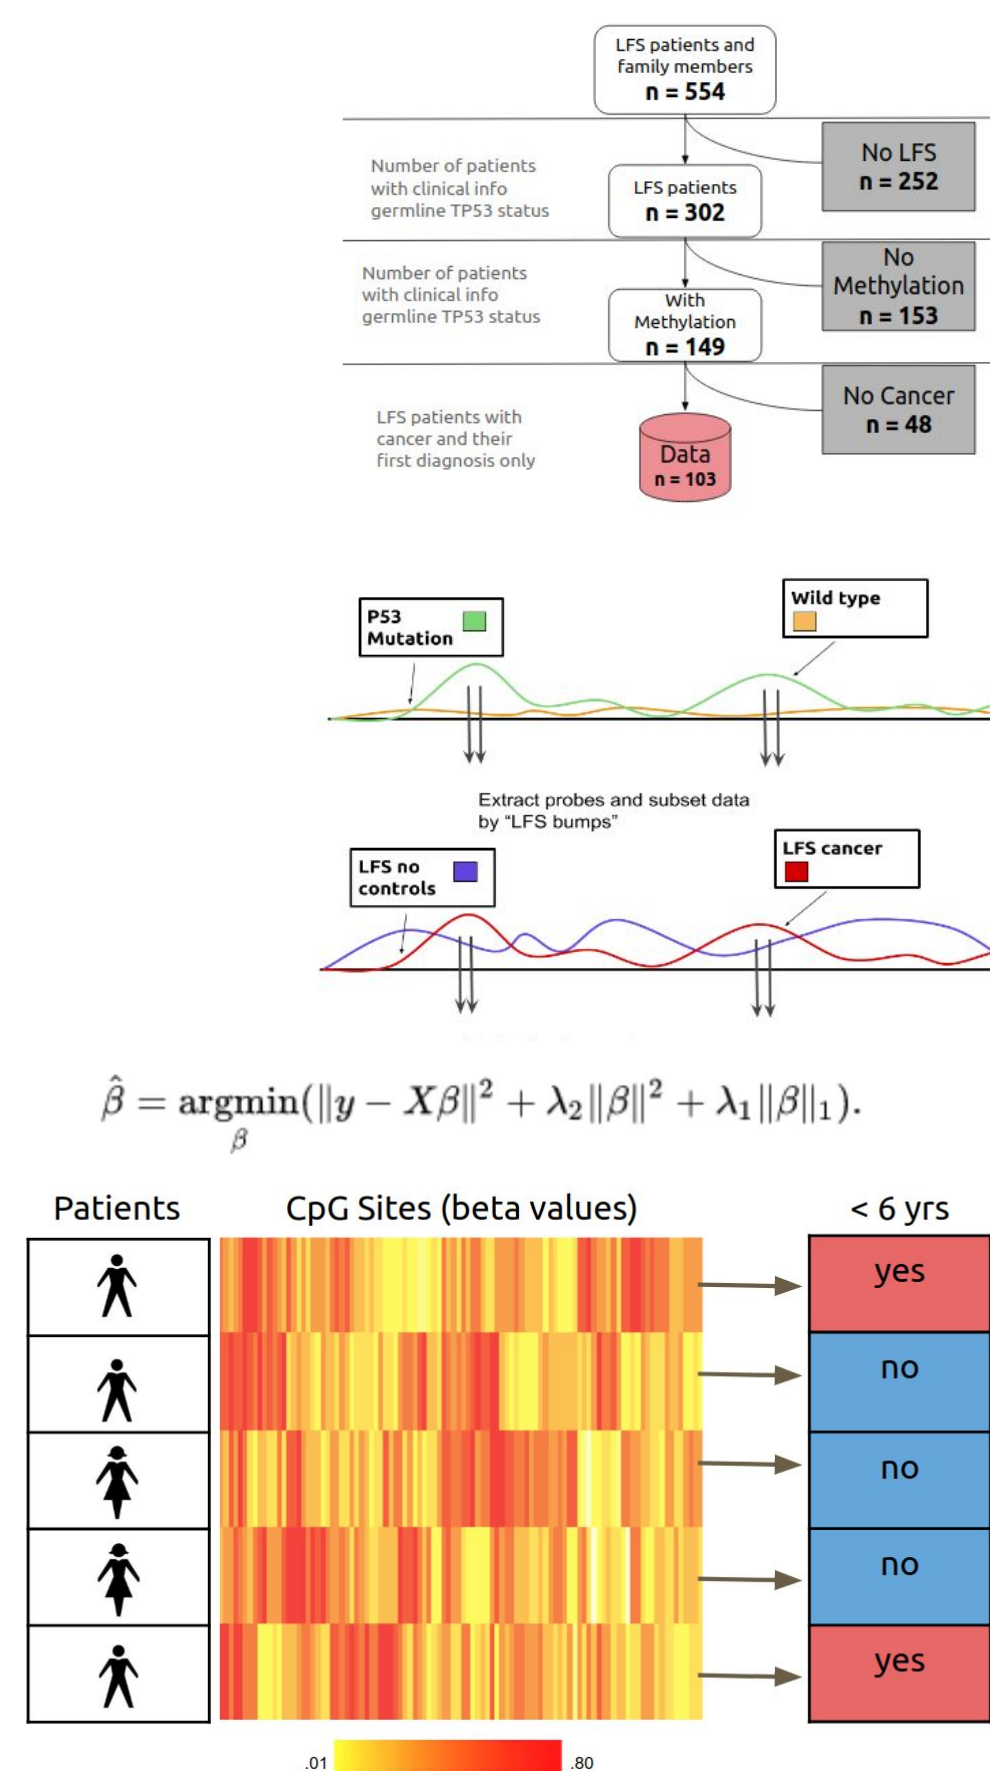 LFS patients and
family members
n = 554
No LFS
n = 252
Number of patients
with clinical info
germline TP53 status
LFS patients
n = 302
No
Methylation
n = 153
Number of patients
with clinical info
germline TP53 status
With
Methylation
n = 149
No Cancer
n = 48
LFS patients with
cancer and their
first diagnosis only
Data
n = 103
P53
Mutation
Wild type
Extract probes and subset data
by “LFS bumps”
LFS no
controls
LFS cancer
β̂ = argmin(||y − Xβ||² + λ₂||β||² + λ₁||β||₁).
β
Patients
CpG Sites (beta values)
< 6 yrs
yes
no
no
no
yes
.01
.80